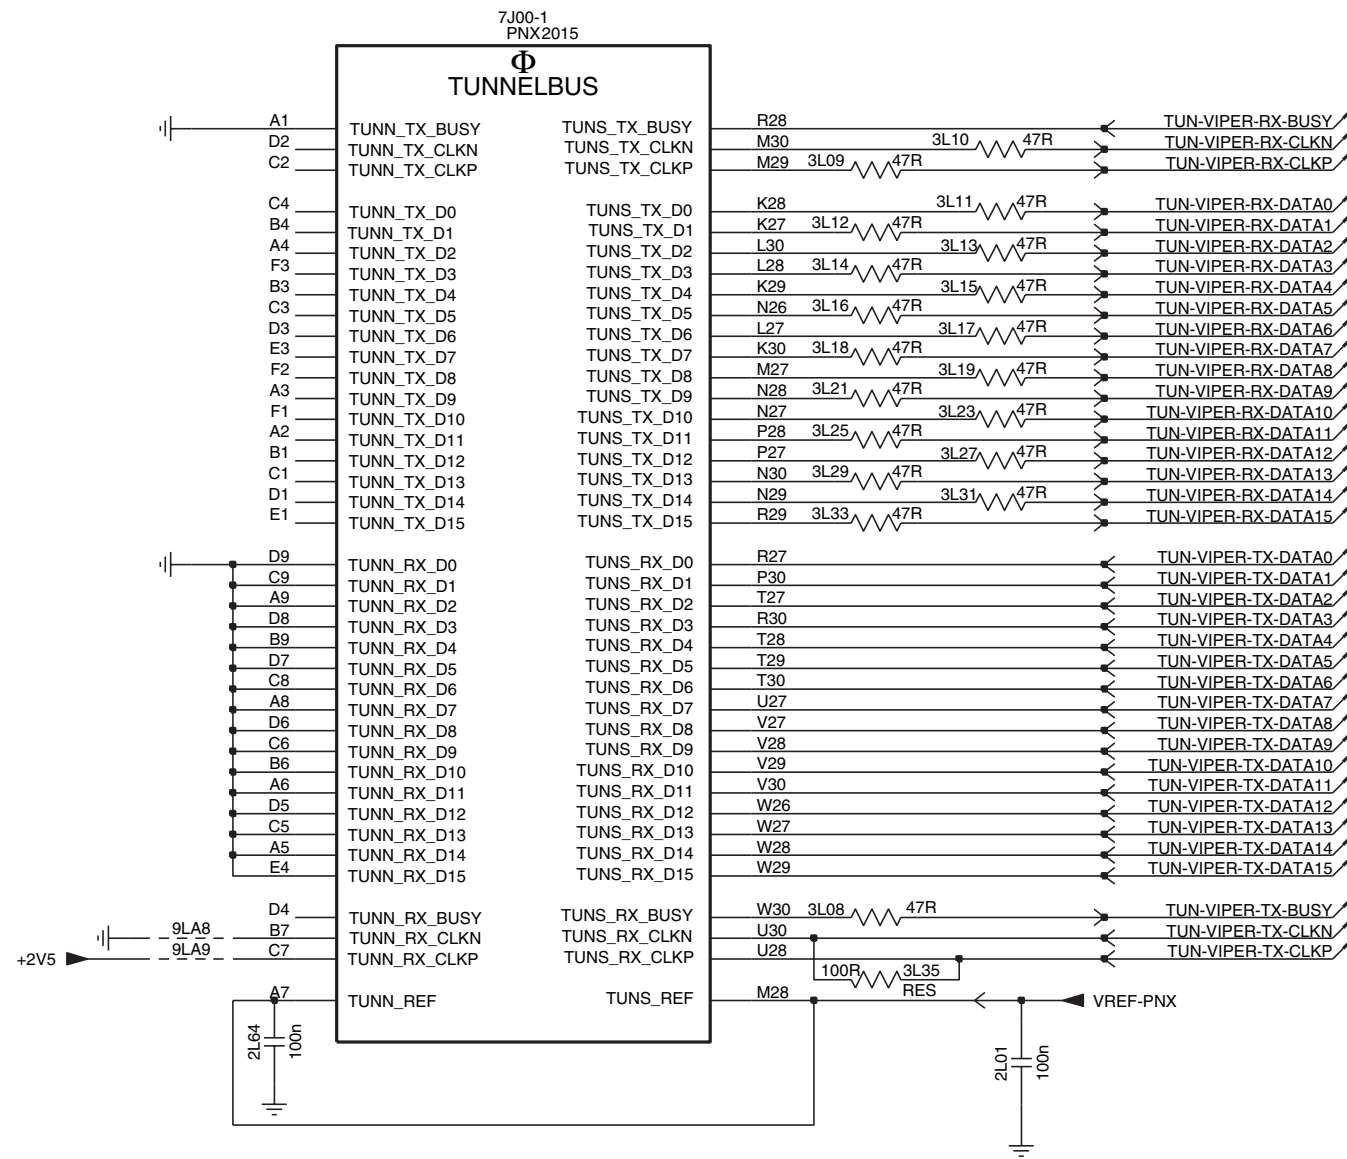 7J00-1
PNX2015
Φ
TUNNELBUS
A1 TUNN_TX_BUSY TUNS_TX_BUSY R28 TUN-VIPER-RX-BUSY
D2 TUNN_TX_CLKN TUNS_TX_CLKN M30 3L10 47R TUN-VIPER-RX-CLKN
C2 TUNN_TX_CLKP TUNS_TX_CLKP M29 3L09 47R TUN-VIPER-RX-CLKP
C4 TUNN_TX_D0 TUNS_TX_D0 K28 3L11 47R TUN-VIPER-RX-DATA0
B4 TUNN_TX_D1 TUNS_TX_D1 K27 3L12 47R TUN-VIPER-RX-DATA1
A4 TUNN_TX_D2 TUNS_TX_D2 L30 3L13 47R TUN-VIPER-RX-DATA2
F3 TUNN_TX_D3 TUNS_TX_D3 L28 3L14 47R TUN-VIPER-RX-DATA3
B3 TUNN_TX_D4 TUNS_TX_D4 K29 3L15 47R TUN-VIPER-RX-DATA4
C3 TUNN_TX_D5 TUNS_TX_D5 N26 3L16 47R TUN-VIPER-RX-DATA5
D3 TUNN_TX_D6 TUNS_TX_D6 L27 3L17 47R TUN-VIPER-RX-DATA6
E3 TUNN_TX_D7 TUNS_TX_D7 K30 3L18 47R TUN-VIPER-RX-DATA7
F2 TUNN_TX_D8 TUNS_TX_D8 M27 3L19 47R TUN-VIPER-RX-DATA8
A3 TUNN_TX_D9 TUNS_TX_D9 N28 3L21 47R TUN-VIPER-RX-DATA9
F1 TUNN_TX_D10 TUNS_TX_D10 N27 3L23 47R TUN-VIPER-RX-DATA10
A2 TUNN_TX_D11 TUNS_TX_D11 P28 3L25 47R TUN-VIPER-RX-DATA11
B1 TUNN_TX_D12 TUNS_TX_D12 P27 3L27 47R TUN-VIPER-RX-DATA12
C1 TUNN_TX_D13 TUNS_TX_D13 N30 3L29 47R TUN-VIPER-RX-DATA13
D1 TUNN_TX_D14 TUNS_TX_D14 N29 3L31 47R TUN-VIPER-RX-DATA14
E1 TUNN_TX_D15 TUNS_TX_D15 R29 3L33 47R TUN-VIPER-RX-DATA15
D9 TUNN_RX_D0 TUNS_RX_D0 R27 TUN-VIPER-TX-DATA0
C9 TUNN_RX_D1 TUNS_RX_D1 P30 TUN-VIPER-TX-DATA1
A9 TUNN_RX_D2 TUNS_RX_D2 T27 TUN-VIPER-TX-DATA2
D8 TUNN_RX_D3 TUNS_RX_D3 R30 TUN-VIPER-TX-DATA3
B9 TUNN_RX_D4 TUNS_RX_D4 T28 TUN-VIPER-TX-DATA4
D7 TUNN_RX_D5 TUNS_RX_D5 T29 TUN-VIPER-TX-DATA5
C8 TUNN_RX_D6 TUNS_RX_D6 T30 TUN-VIPER-TX-DATA6
A8 TUNN_RX_D7 TUNS_RX_D7 U27 TUN-VIPER-TX-DATA7
D6 TUNN_RX_D8 TUNS_RX_D8 V27 TUN-VIPER-TX-DATA8
C6 TUNN_RX_D9 TUNS_RX_D9 V28 TUN-VIPER-TX-DATA9
B6 TUNN_RX_D10 TUNS_RX_D10 V29 TUN-VIPER-TX-DATA10
A6 TUNN_RX_D11 TUNS_RX_D11 V30 TUN-VIPER-TX-DATA11
D5 TUNN_RX_D12 TUNS_RX_D12 W26 TUN-VIPER-TX-DATA12
C5 TUNN_RX_D13 TUNS_RX_D13 W27 TUN-VIPER-TX-DATA13
A5 TUNN_RX_D14 TUNS_RX_D14 W28 TUN-VIPER-TX-DATA14
E4 TUNN_RX_D15 TUNS_RX_D15 W29 TUN-VIPER-TX-DATA15
D4 TUNN_RX_BUSY TUNS_RX_BUSY W30 3L08 47R TUN-VIPER-TX-BUSY
9LA8 B7 TUNN_RX_CLKN TUNS_RX_CLKN U30 TUN-VIPER-TX-CLKN
+2V5 9LA9 C7 TUNN_RX_CLKP TUNS_RX_CLKP U28 TUN-VIPER-TX-CLKP
100R 3L35
RES
A7 TUNN_REF TUNS_REF M28 VREF-PNX
2L64 100n
2L01 100n